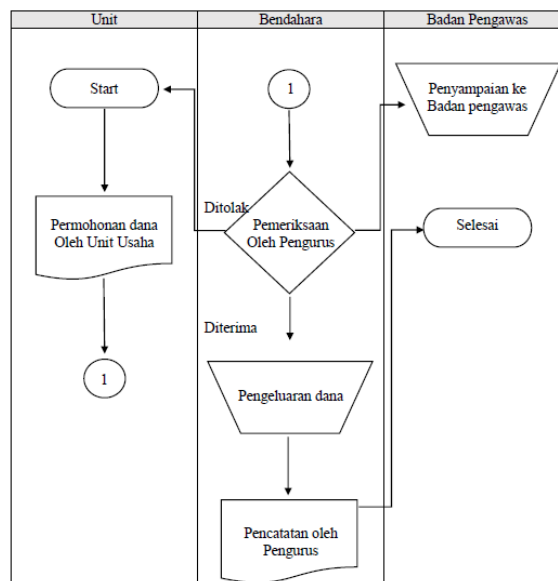 Unit
Bendahara
Badan Pengawas
Start
1
Penyampaian ke
Badan pengawas
Permohonan dana
Oleh Unit Usaha
Ditolak
Pemeriksaan
Oleh Pengurus
Selesai
1
Diterima
Pengeluaran dana
Pencatatan oleh
Pengurus